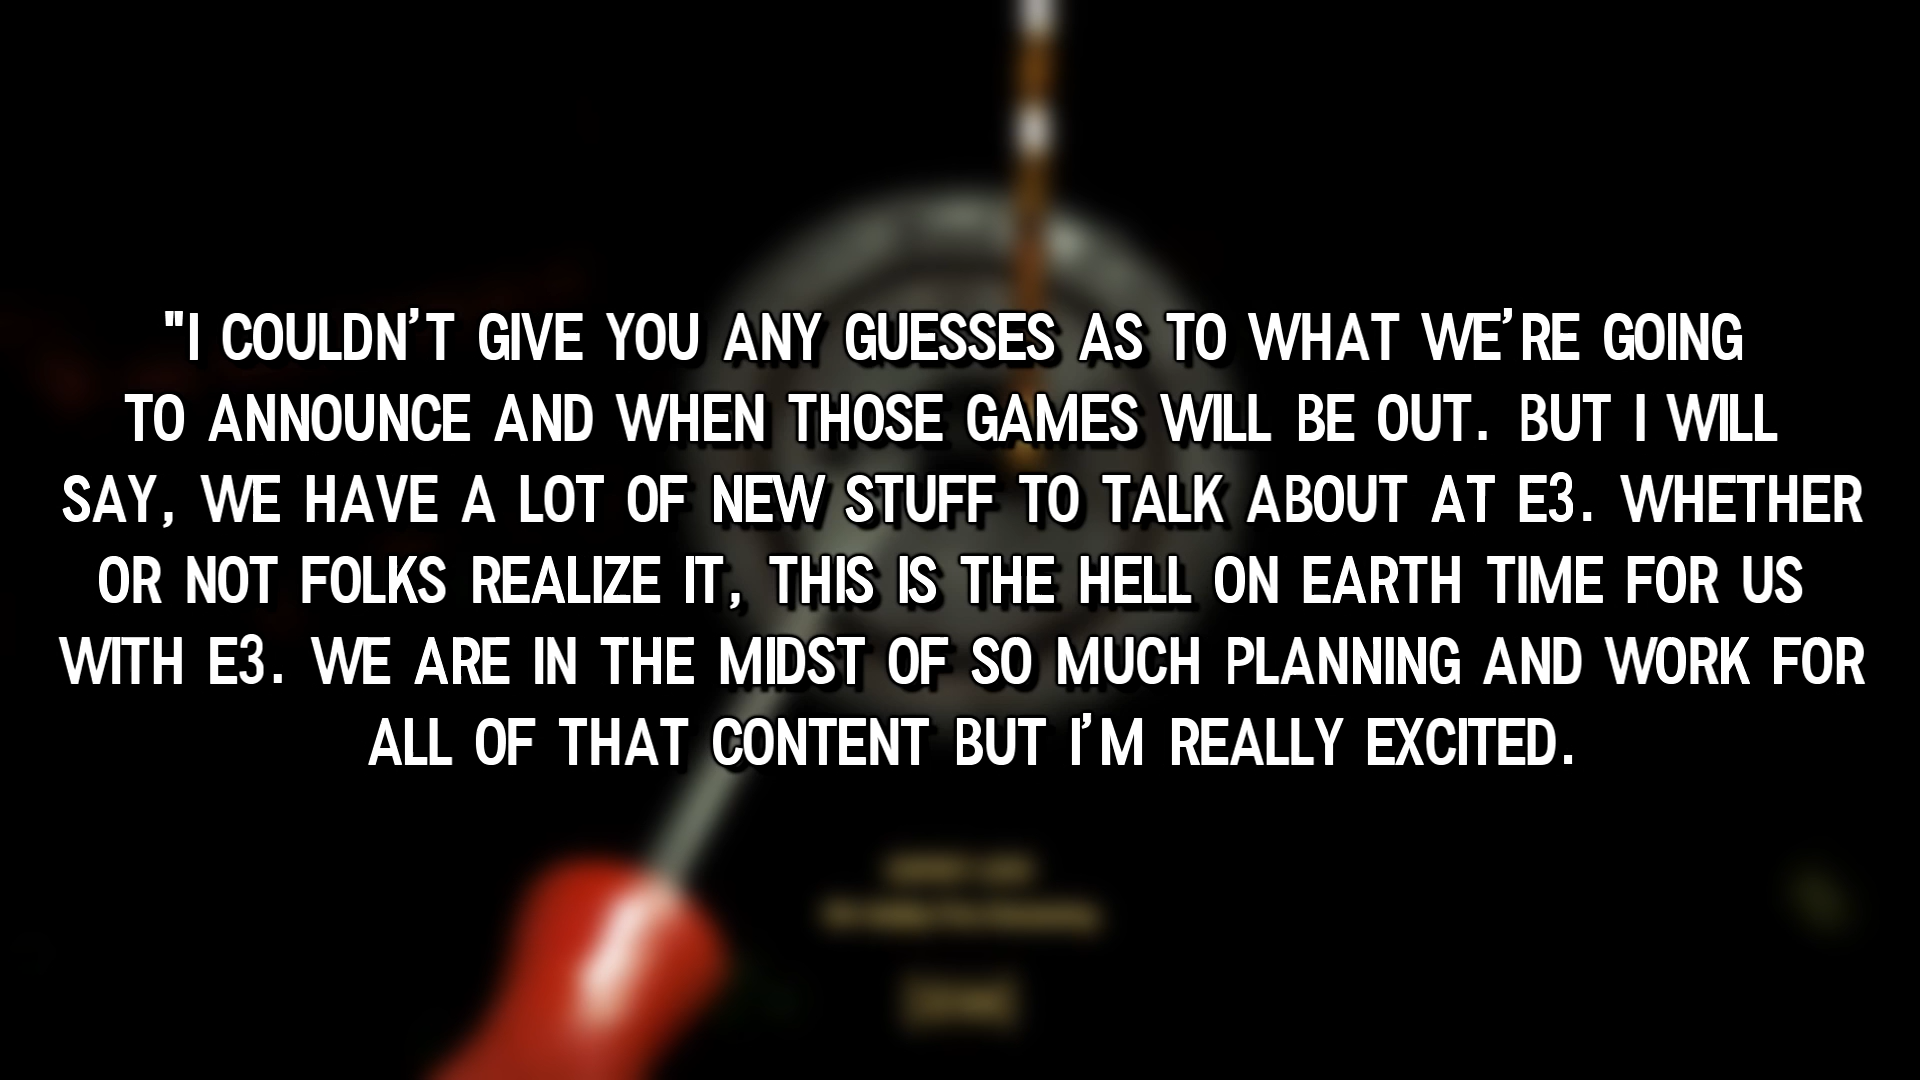 "I COULDN'T GIVE YOU ANY GUESSES AS TO WHAT WE'RE GOING
TO ANNOUNCE AND WHEN THOSE GAMES WILL BE OUT. BUT I WILL
SAY, WE HAVE A LOT OF NEW STUFF TO TALK ABOUT AT E3. WHETHER
OR NOT FOLKS REALIZE IT, THIS IS THE HELL ON EARTH TIME FOR US
WITH E3. WE ARE IN THE MIDST OF SO MUCH PLANNING AND WORK FOR
ALL OF THAT CONTENT BUT I'M REALLY EXCITED.